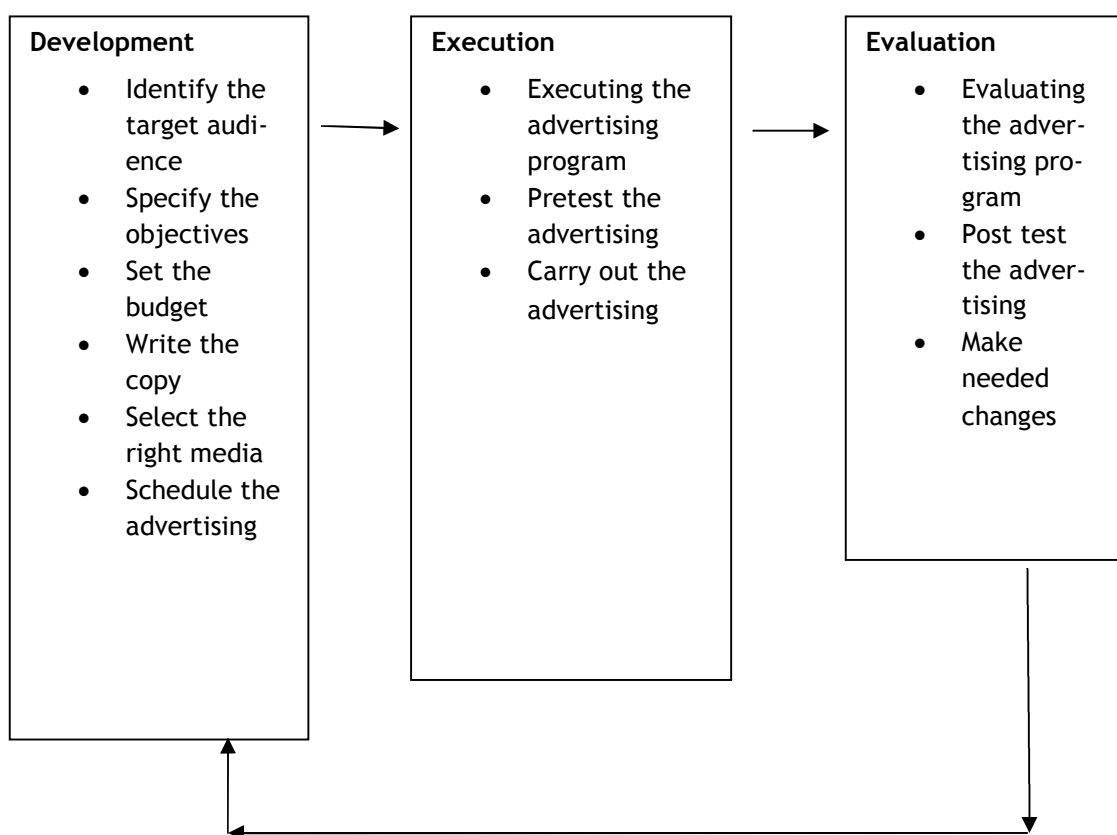 Development
• Identify the
target audi-
ence
• Specify the
objectives
• Set the
budget
• Write the
copy
• Select the
right media
• Schedule the
advertising
Execution
• Executing the
advertising
program
• Pretest the
advertising
• Carry out the
advertising
Evaluation
• Evaluating
the adver-
tising pro-
gram
• Post test
the adver-
tising
• Make
needed
changes